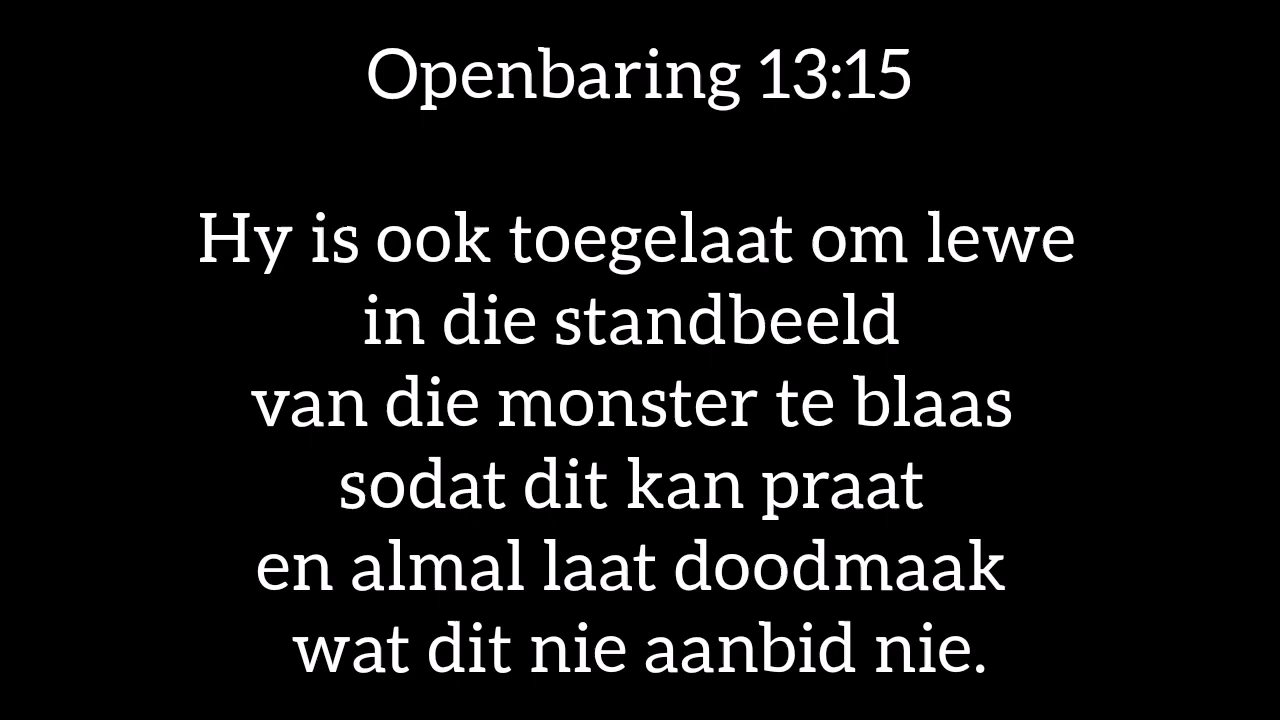 Openbaring 13:15
Hy is ook toegelaat om lewe
in die standbeeld
van die monster te blaas
sodat dit kan praat
en almal laat doodmaak
wat dit nie aanbid nie.